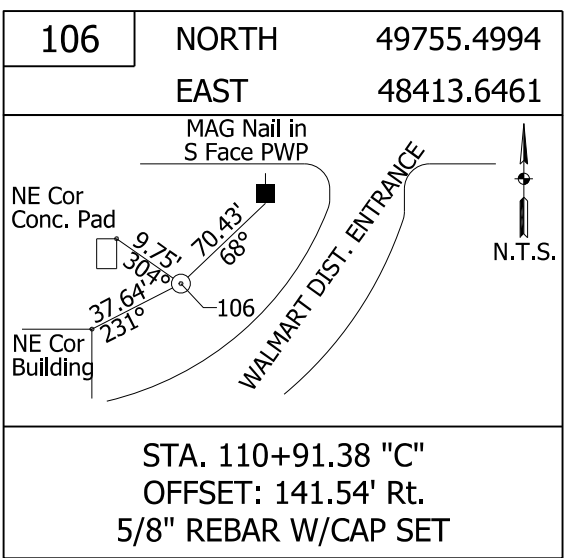 106
NORTH 49755.4994
EAST 48413.6461
MAG Nail in
S Face PWP
NE Cor
Conc. Pad
9.75'
304°
70.43'
68°
WALMART DIST. ENTRANCE
N.T.S.
37.64'
231°
106
NE Cor
Building
STA. 110+91.38 "C"
OFFSET: 141.54' Rt.
5/8" REBAR W/CAP SET